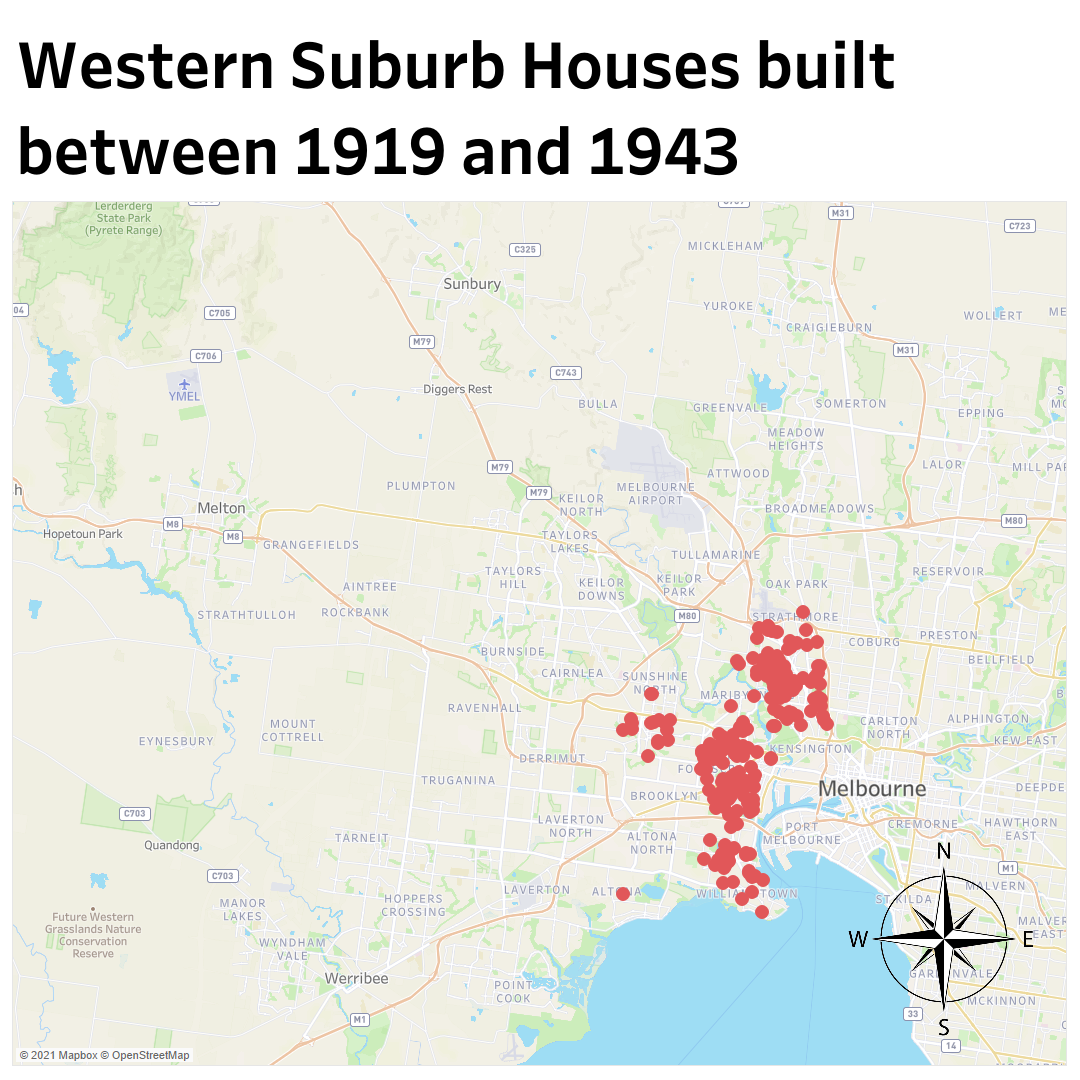 Western Suburb Houses built
between 1919 and 1943
Lerderderg
State Park
(Pyrete Range)
M31
C723
MICKLEHAM
C325
Sunbury
YUROKE
04
C705
WOLLERT
ME
CRAIGIEBURN
M79
M31
C706
C743
YMEL
Diggers Rest
BULLA
GREENVALE
SOMERTON
EPPING
MEADOW
HEIGHTS
LALOR
MILL PA
M79
ATTWOOD
PLUMPTON
M79
MELBOURNE
AIRPORT
KEILOR
NORTH
h
Melton
BROADMEADOWS
M8
M80
Hopetoun Park
M8
GRANGEFIELDS
TAYLORS
LAKES
TULLAMARINE
TAYLORS
HILL
KEILOR
DOWNS
KEILOR
PARK
OAK PARK
RESERVOIR
AINTREE
STRATHTULLOH
ROCKBANK
M80
STRATHMORE
COBURG
PRESTON
BURNSIDE
BELLFIELD
CAIRNLEA
SUNSHINE
NORTH
MARIBY
RAVENHALL
MOUNT
COTTRELL
CARLTON
NORTH
ALPHINGTON
EYNESBURY
KEW EAST
KENSINGTON
DERRIMUT
FO
TRUGANINA
BROOKLYN
Melbourne
DEEPDE
C703
LAVERTON
NORTH
CREMORNE
HAWTHORN
EAST
TARNEIT
ALTONA
NORTH
PORT
MELBOURNE
Quandong
N
M1
C703
MALVERN
LAVERTON
ALTONA
WILLIAMSTOWN
HOPPERS
CROSSING
ST KILDA
MANOR
LAKES
Future Western
Grasslands Nature
Conservation
Reserve
MALVER
EAST
W
E
WYNDHAM
VALE
Werribee
GARDENVALE
POINT
COOK
MCKINNON
M1
33
S
14
© 2021 Mapbox © OpenStreetMap